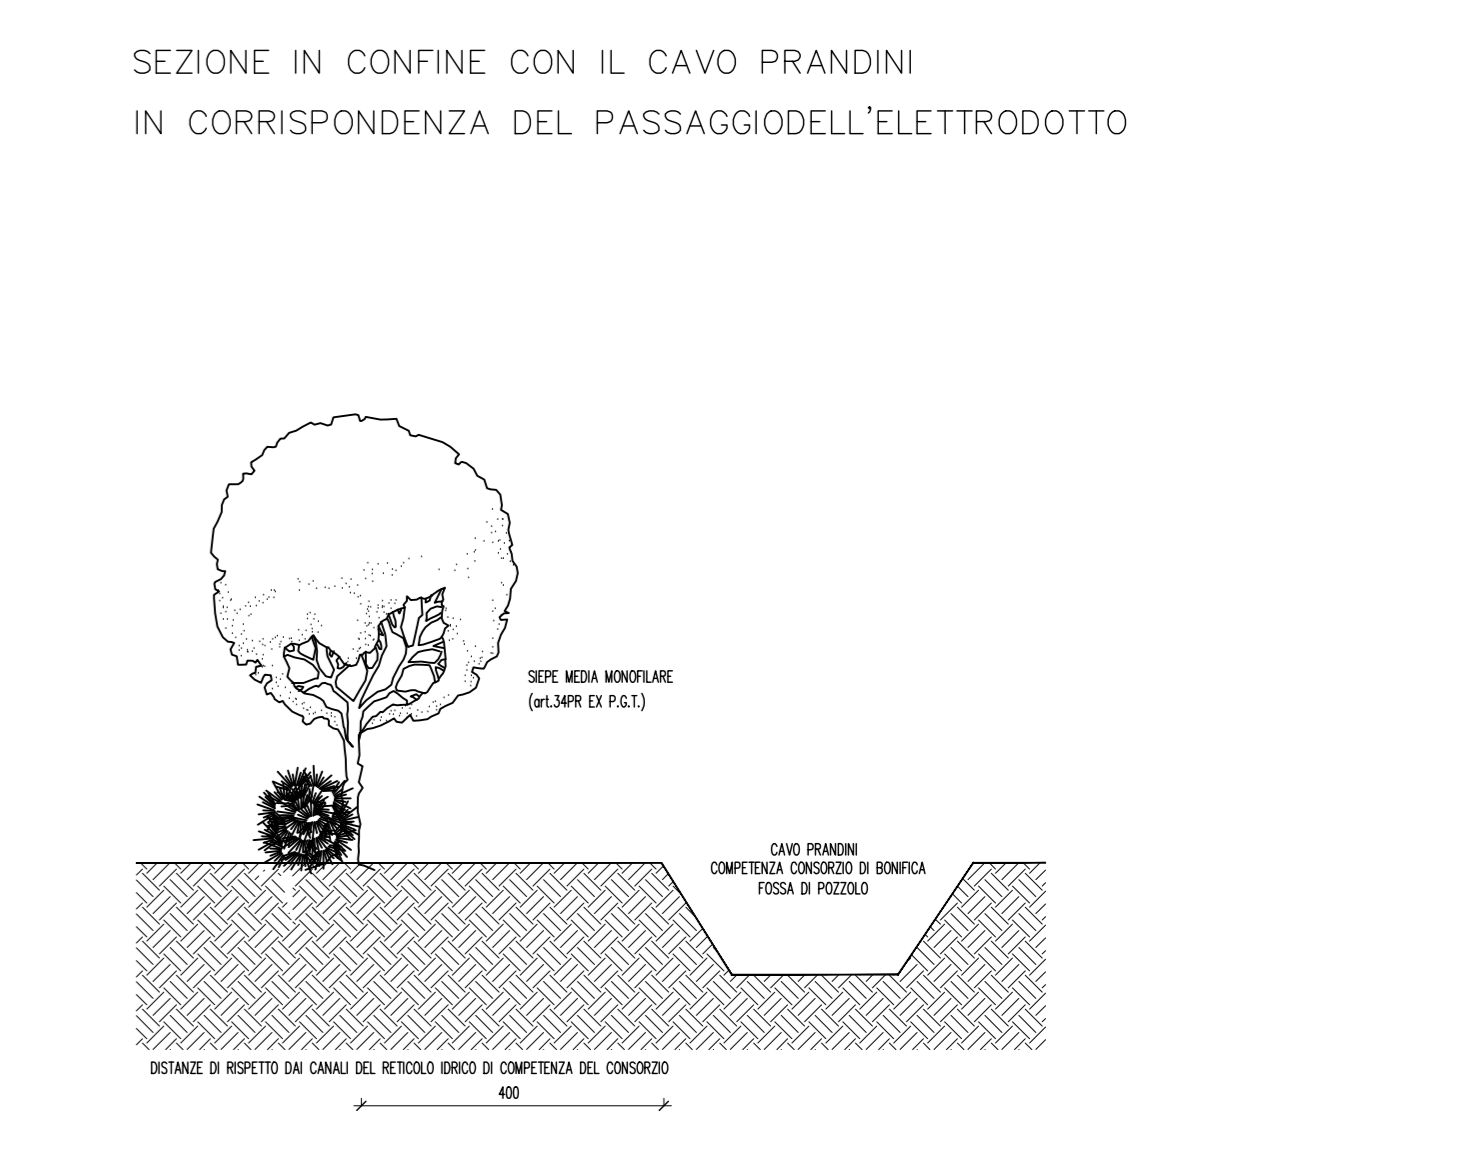 SEZIONE IN CONFINE CON IL CAVO PRANDINI
IN CORRISPONDENZA DEL PASSAGGIODELL'ELETTRODOTTO
SIEPE MEDIA MONOFILARE
(art.34PR EX P.G.T.)
CAVO PRANDINI
COMPETENZA CONSORZIO DI BONIFICA
FOSSA DI POZZOLO
DISTANZE DI RISPETTO DAI CANALI DEL RETICOLO IDRICO DI COMPETENZA DEL CONSORZIO
400